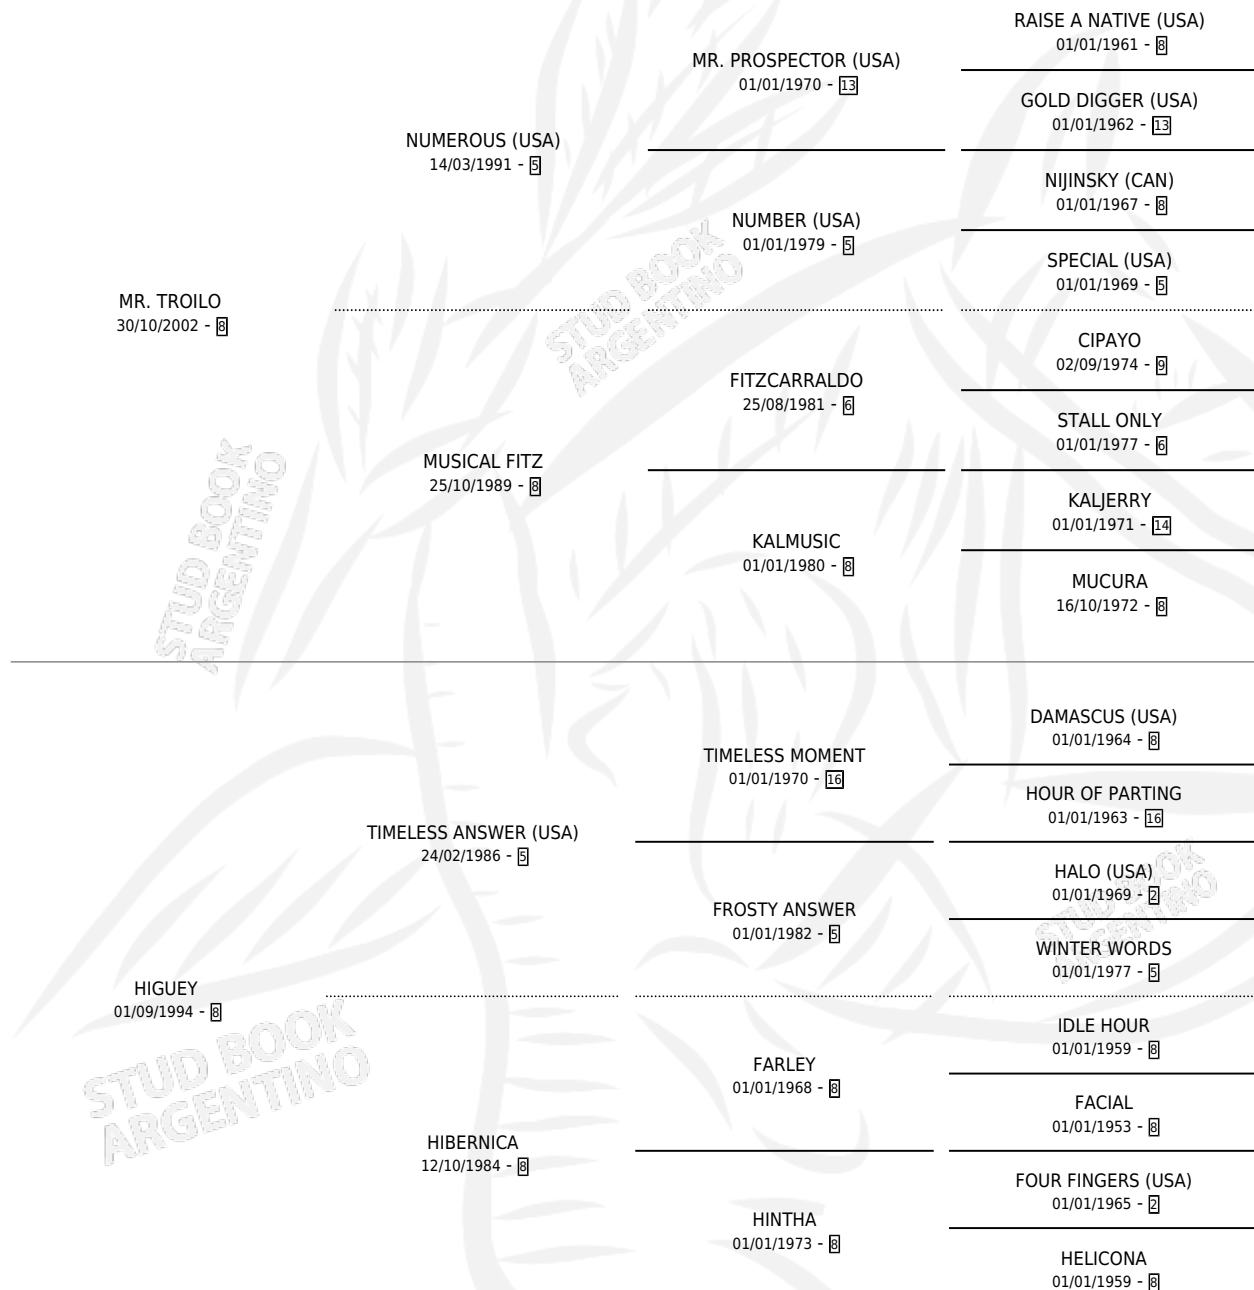 RAISE A NATIVE (USA)
01/01/1961 - 8
MR. PROSPECTOR (USA)
01/01/1970 - 13
GOLD DIGGER (USA)
01/01/1962 - 13
NUMEROUS (USA)
14/03/1991 - 5
NIJINSKY (CAN)
01/01/1967 - 8
NUMBER (USA)
01/01/1979 - 5
SPECIAL (USA)
01/01/1969 - 5
MR. TROILO
30/10/2002 - 8
CIPAYO
02/09/1974 - 9
FITZCARRALDO
25/08/1981 - 6
STALL ONLY
01/01/1977 - 6
MUSICAL FITZ
25/10/1989 - 8
KALJERRY
01/01/1971 - 14
KALMUSIC
01/01/1980 - 8
MUCURA
16/10/1972 - 8
DAMASCUS (USA)
01/01/1964 - 8
TIMELESS MOMENT
01/01/1970 - 16
HOUR OF PARTING
01/01/1963 - 16
TIMELESS ANSWER (USA)
24/02/1986 - 5
HALO (USA)
01/01/1969 - 2
FROSTY ANSWER
01/01/1982 - 5
WINTER WORDS
01/01/1977 - 5
HIGUEY
01/09/1994 - 8
IDLE HOUR
01/01/1959 - 8
FARLEY
01/01/1968 - 8
FACIAL
01/01/1953 - 8
HIBERNICA
12/10/1984 - 8
FOUR FINGERS (USA)
01/01/1965 - 2
HINTHA
01/01/1973 - 8
HELICONA
01/01/1959 - 8
STUD BOOK
ARGENTINO
STUD BOOK
ARGENTINO
STUD BOOK
ARGENTINO
STUD BOOK
ARGENTINO